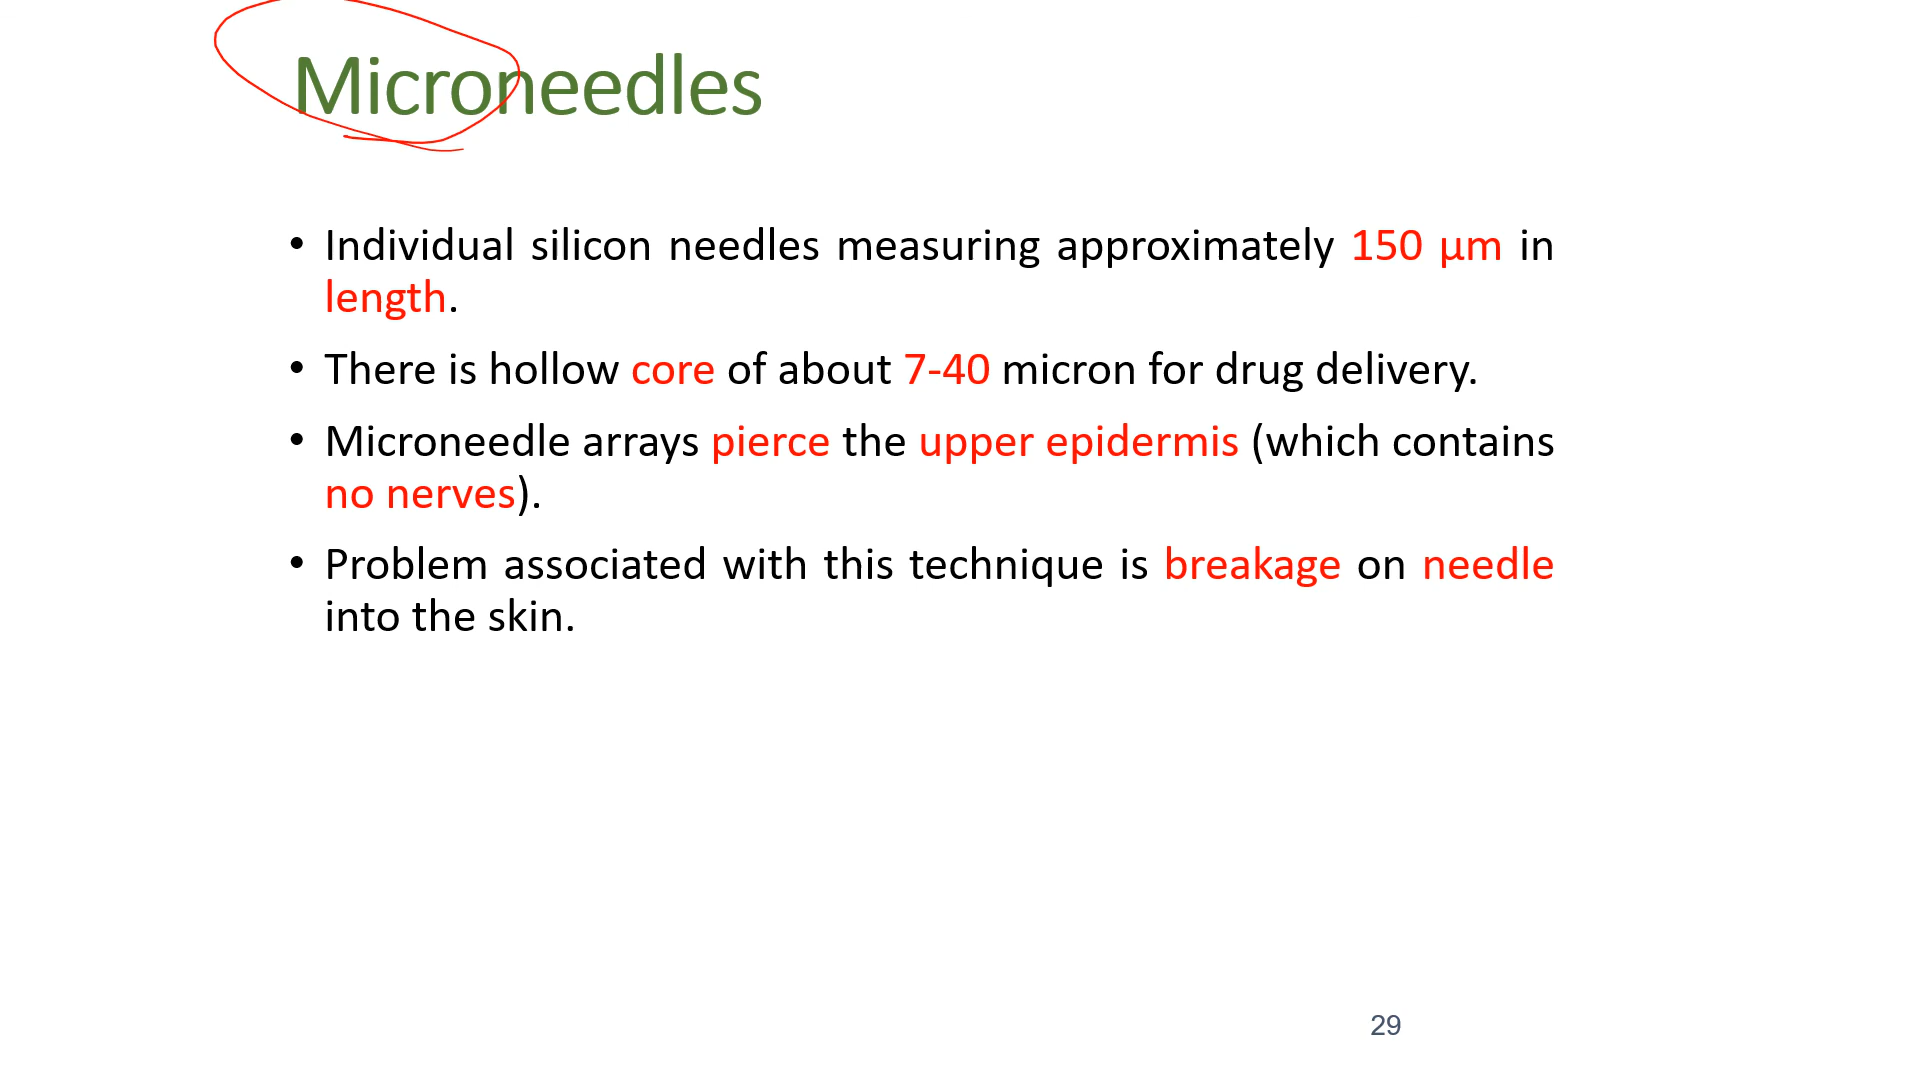 Microneedles
• Individual silicon needles measuring approximately 150 µm in
length.
• There is hollow core of about 7-40 micron for drug delivery.
• Microneedle arrays pierce the upper epidermis (which contains
no nerves).
• Problem associated with this technique is breakage on needle
into the skin.
29